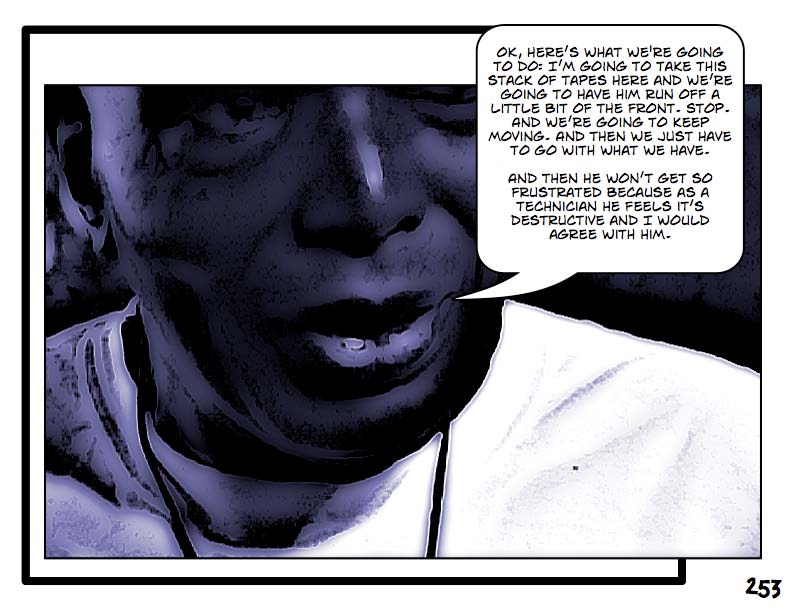 OK, HERE'S WHAT WE'RE GOING
TO DO: I'M GOING TO TAKE THIS
STACK OF TAPES HERE AND WE'RE
GOING TO HAVE HIM RUN OFF A
LITTLE BIT OF THE FRONT. STOP.
AND WE'RE GOING TO KEEP
MOVING. AND THEN WE JUST HAVE
TO GO WITH WHAT WE HAVE.
AND THEN HE WON'T GET SO
FRUSTRATED BECAUSE AS A
TECHNICIAN HE FEELS IT'S
DESTRUCTIVE AND I WOULD
AGREE WITH HIM.
253